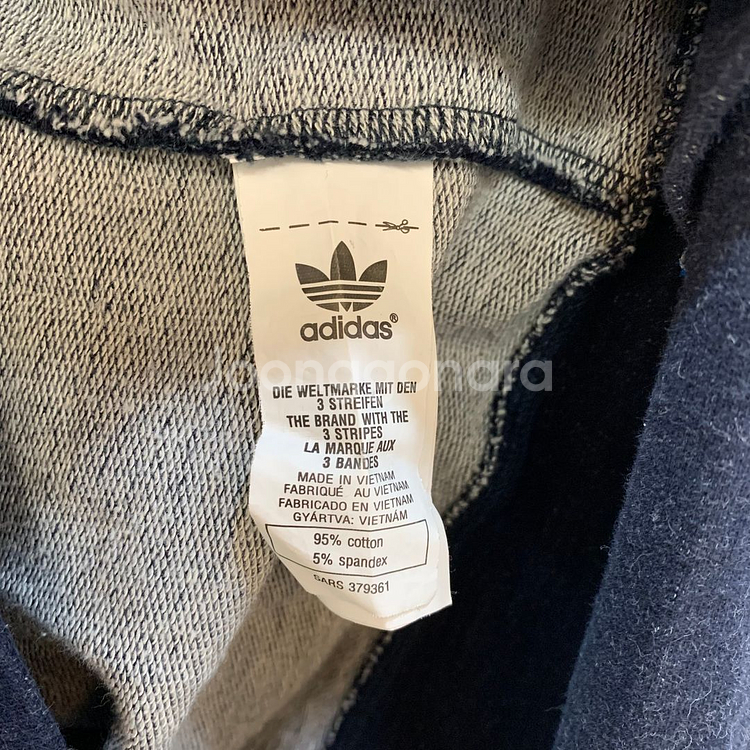 adidas®
Joonggonara
DIE WELTMARKE MIT DEN
3 STREIFEN
THE BRAND WITH THE
3 STRIPES
LA MARQUE AUX
3 BANDES
MADE IN VIETNAM
FABRIQUÉ AU VIETNAM
FABRICADO EN VIETNAM
GYÁRTVA: VIETNÁM
95% cotton
5% spandex
SARS 379361